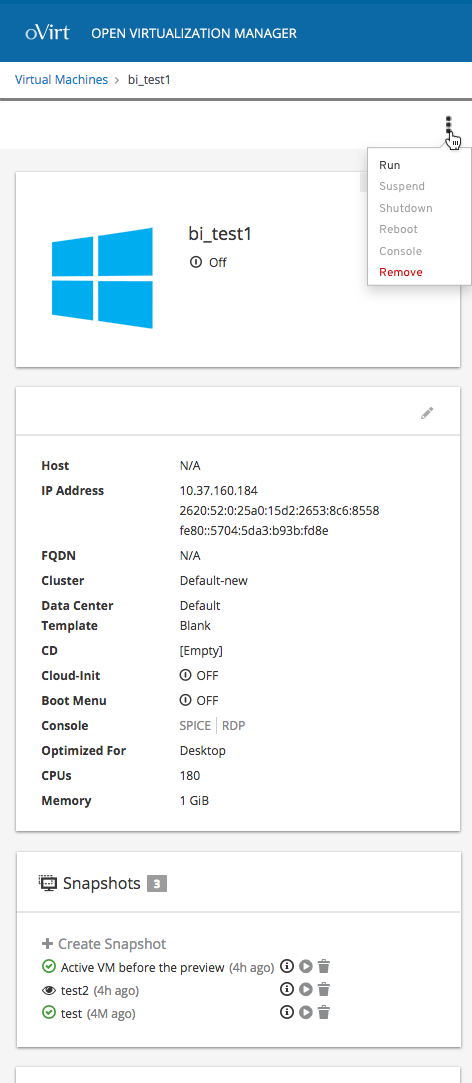 oVirt OPEN VIRTUALIZATION MANAGER
Virtual Machines > bi_test1
Run
Suspend
Shutdown
Reboot
Console
Remove
bi_test1
Off
Host N/A
IP Address 10.37.160.184
2620:52:0:25a0:15d2:2653:8c6:8558
fe80::5704:5da3:b93b:fd8e
FQDN N/A
Cluster Default-new
Data Center Default
Template Blank
CD [Empty]
Cloud-Init OFF
Boot Menu OFF
Console SPICE | RDP
Optimized For Desktop
CPUs 180
Memory 1 GiB
Snapshots 3
+ Create Snapshot
Active VM before the preview (4h ago)
test2 (4h ago)
test (4M ago)